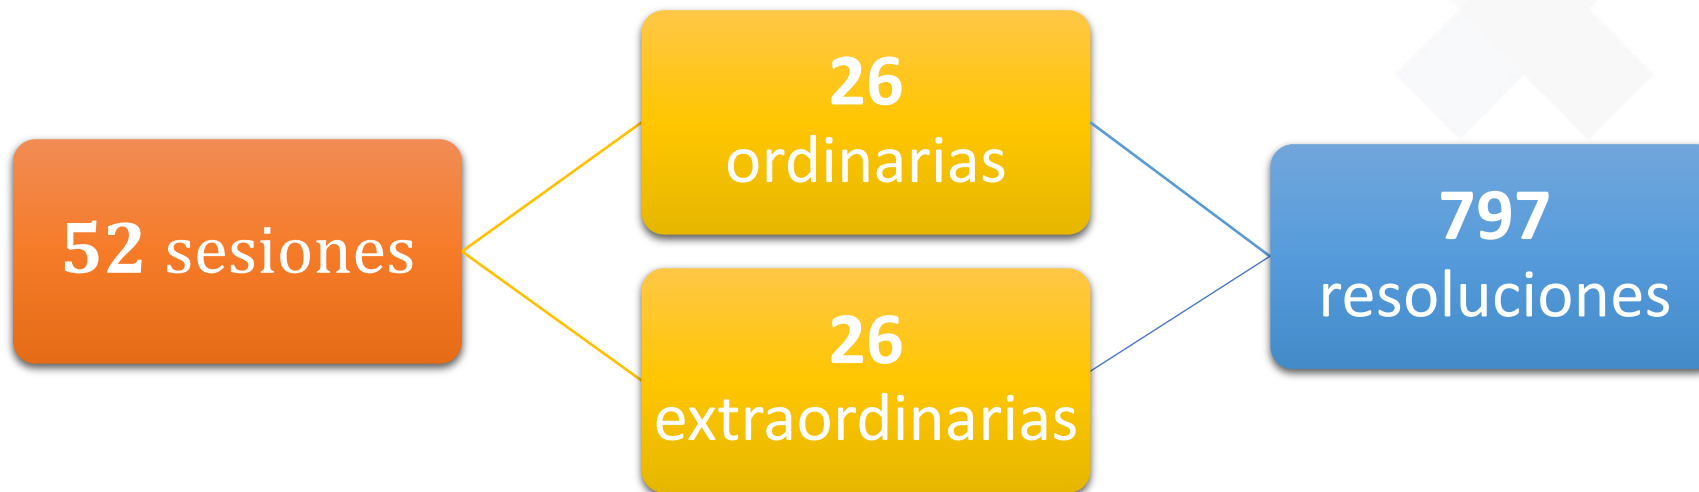 52 sesiones
26
ordinarias
26
extraordinarias
797
resoluciones